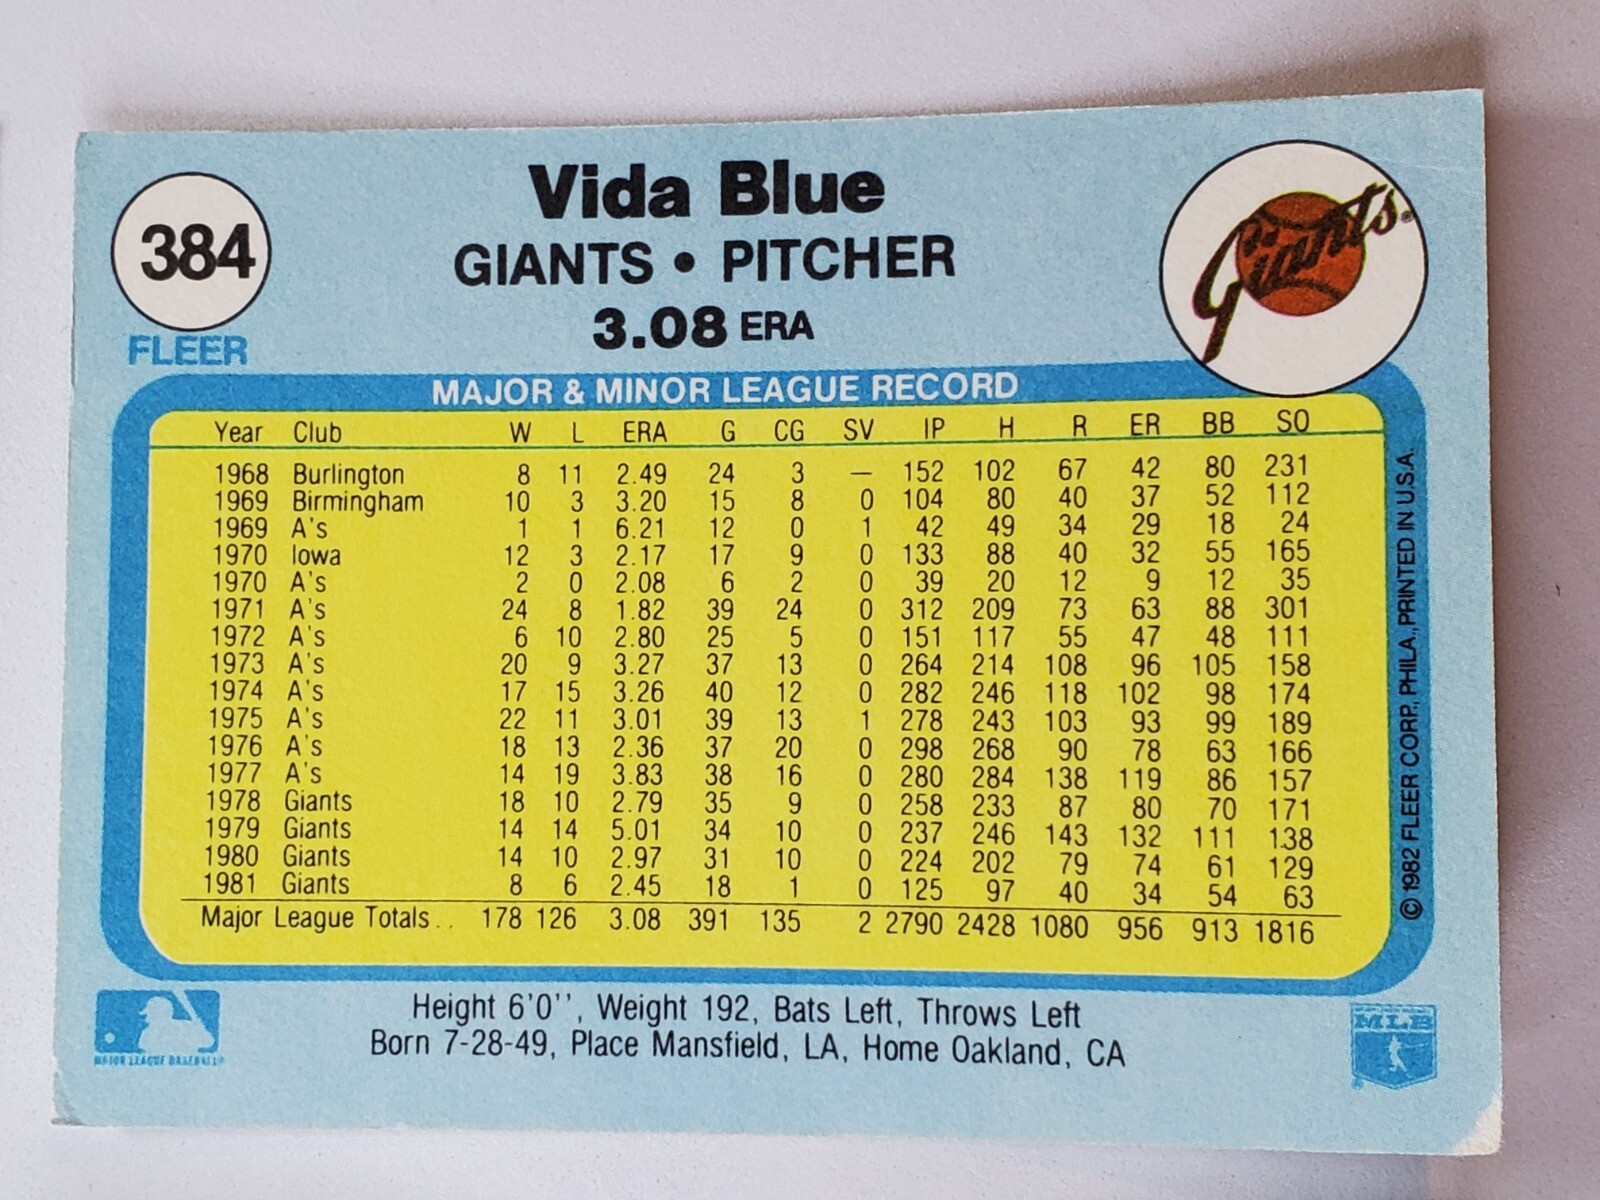 384
FLEER
Vida Blue
GIANTS • PITCHER
3.08 ERA
Giants®
MAJOR & MINOR LEAGUE RECORD
Year Club W L ERA G CG SV IP H R ER BB SO
1968 Burlington 8 11 2.49 24 3 — 152 102 67 42 80 231
1969 Birmingham 10 3 3.20 15 8 0 104 80 40 37 52 112
1969 A's 1 1 6.21 12 0 1 42 49 34 29 18 24
1970 Iowa 12 3 2.17 17 9 0 133 88 40 32 55 165
1970 A's 2 0 2.08 6 2 0 39 20 12 9 12 35
1971 A's 24 8 1.82 39 24 0 312 209 73 63 88 301
1972 A's 6 10 2.80 25 5 0 151 117 55 47 48 111
1973 A's 20 9 3.27 37 13 0 264 214 108 96 105 158
1974 A's 17 15 3.26 40 12 0 282 246 118 102 98 174
1975 A's 22 11 3.01 39 13 1 278 243 103 93 99 189
1976 A's 18 13 2.36 37 20 0 298 268 90 78 63 166
1977 A's 14 19 3.83 38 16 0 280 284 138 119 86 157
1978 Giants 18 10 2.79 35 9 0 258 233 87 80 70 171
1979 Giants 14 14 5.01 34 10 0 237 246 143 132 111 138
1980 Giants 14 10 2.97 31 10 0 224 202 79 74 61 129
1981 Giants 8 6 2.45 18 1 0 125 97 40 34 54 63
Major League Totals . . 178 126 3.08 391 135 2 2790 2428 1080 956 913 1816
© 1982 FLEER CORP., PHILA., PRINTED IN U.S.A.
Height 6'0'', Weight 192, Bats Left, Throws Left
Born 7-28-49, Place Mansfield, LA, Home Oakland, CA
MAJOR LEAGUE BASEBALL
MLB